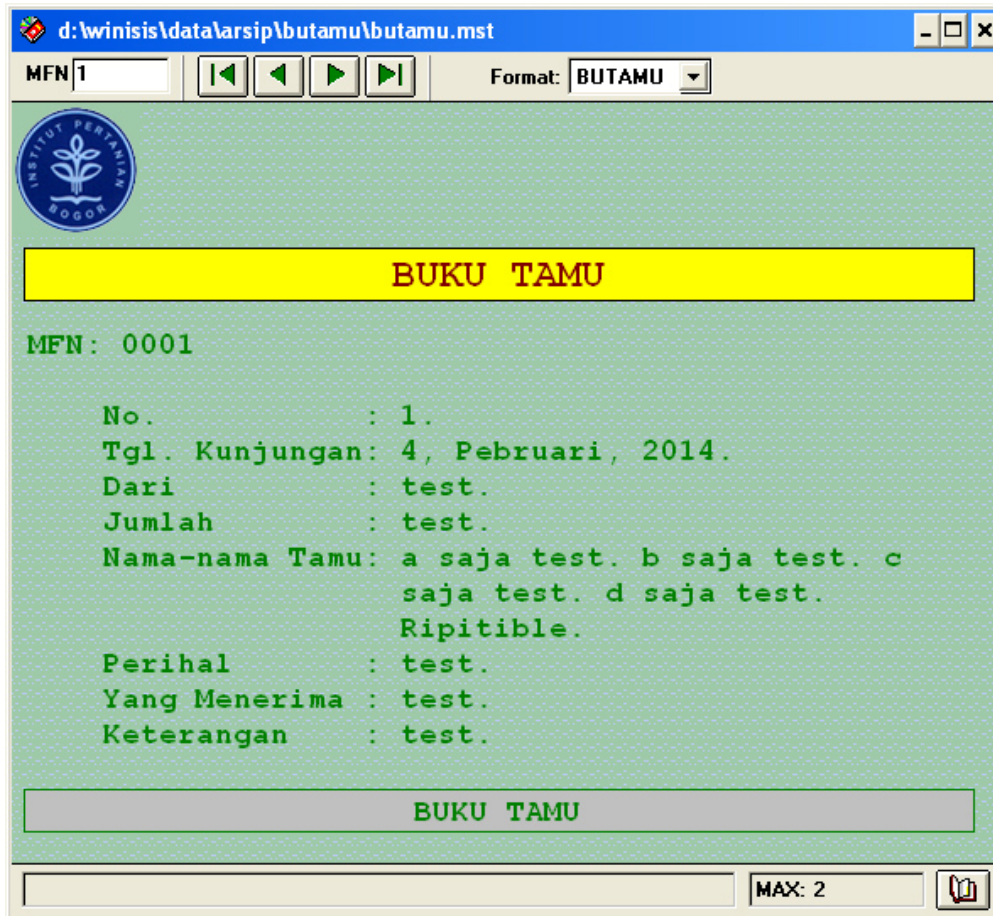 d:\winisis\data\arsip\butamu\butamu.mst
MFN 1 Format: BUTAMU
INSTITUT PERTANIAN
BOGOR
BUKU TAMU
MFN: 0001
No. : 1.
Tgl. Kunjungan: 4, Pebruari, 2014.
Dari : test.
Jumlah : test.
Nama-nama Tamu: a saja test. b saja test. c
saja test. d saja test.
Ripitible.
Perihal : test.
Yang Menerima : test.
Keterangan : test.
BUKU TAMU
MAX: 2